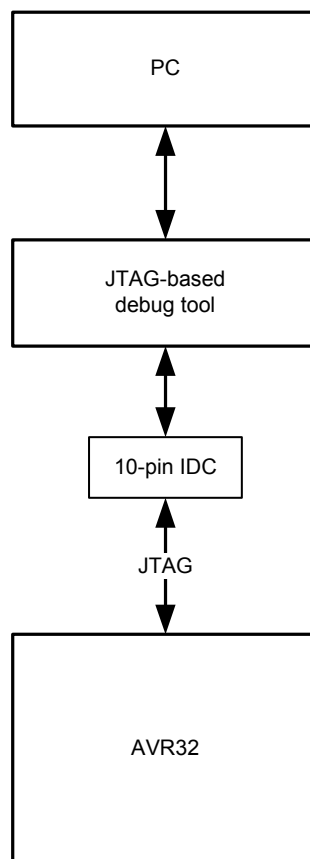 PC
JTAG-based
debug tool
10-pin IDC
JTAG
AVR32